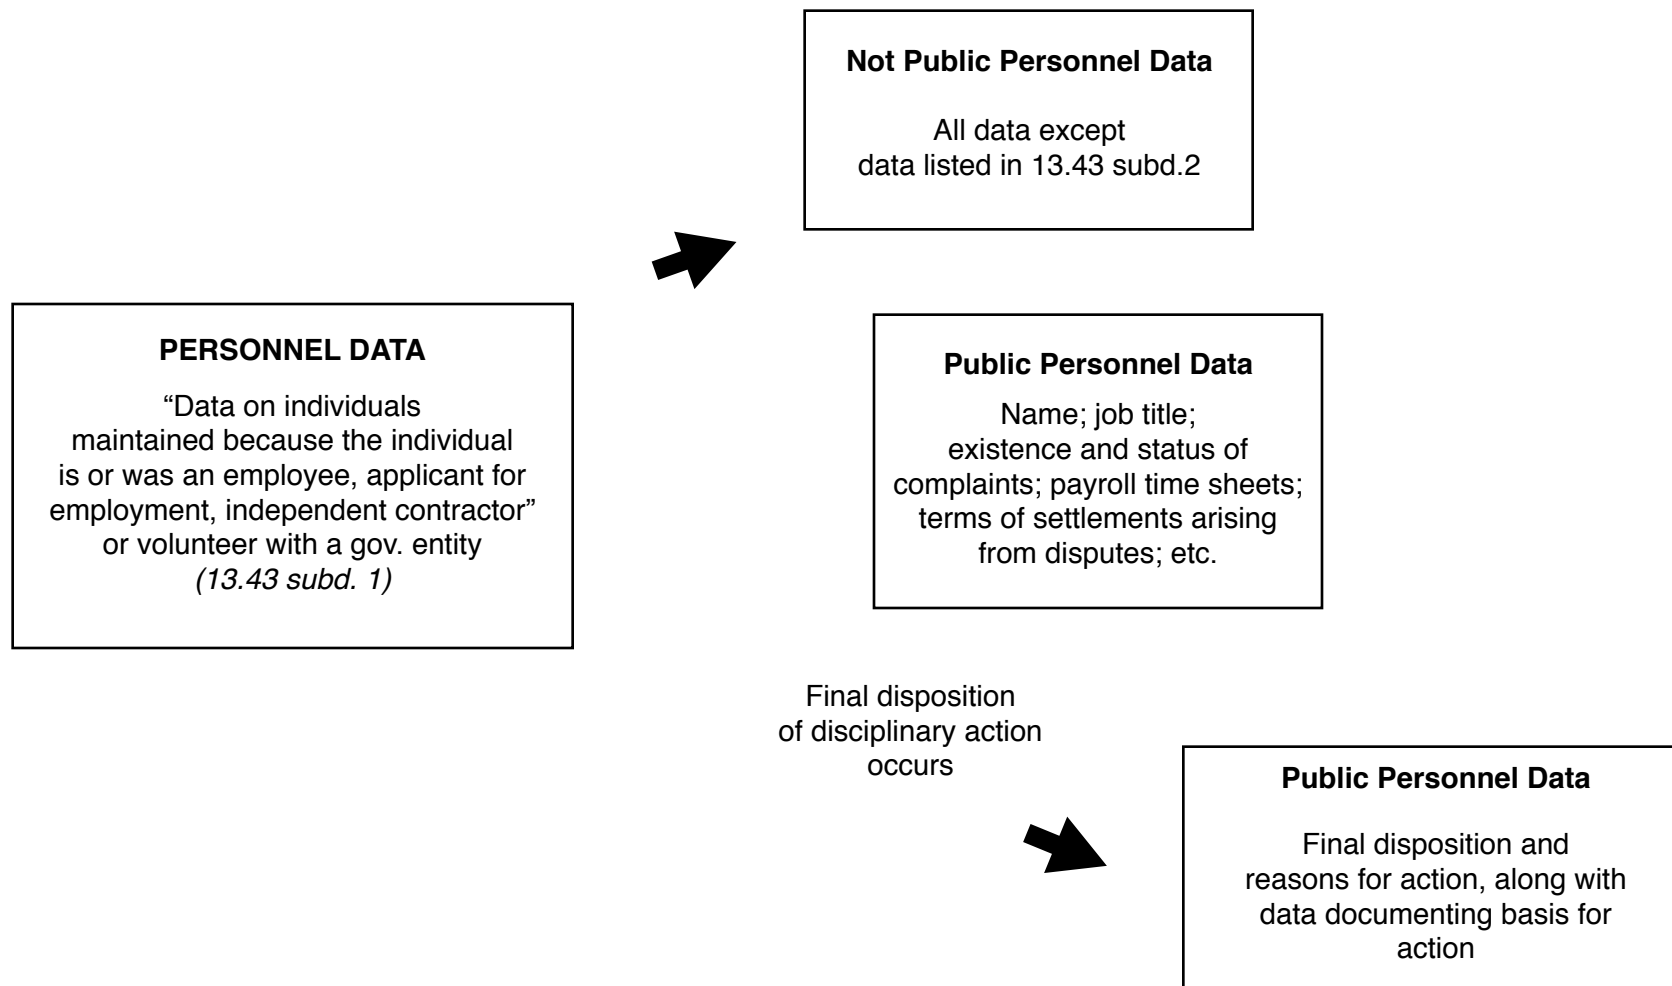 Not Public Personnel Data
All data except
data listed in 13.43 subd.2
PERSONNEL DATA
“Data on individuals
maintained because the individual
is or was an employee, applicant for
employment, independent contractor”
or volunteer with a gov. entity
(13.43 subd. 1)
Public Personnel Data
Name; job title;
existence and status of
complaints; payroll time sheets;
terms of settlements arising
from disputes; etc.
Final disposition
of disciplinary action
occurs
Public Personnel Data
Final disposition and
reasons for action, along with
data documenting basis for
action